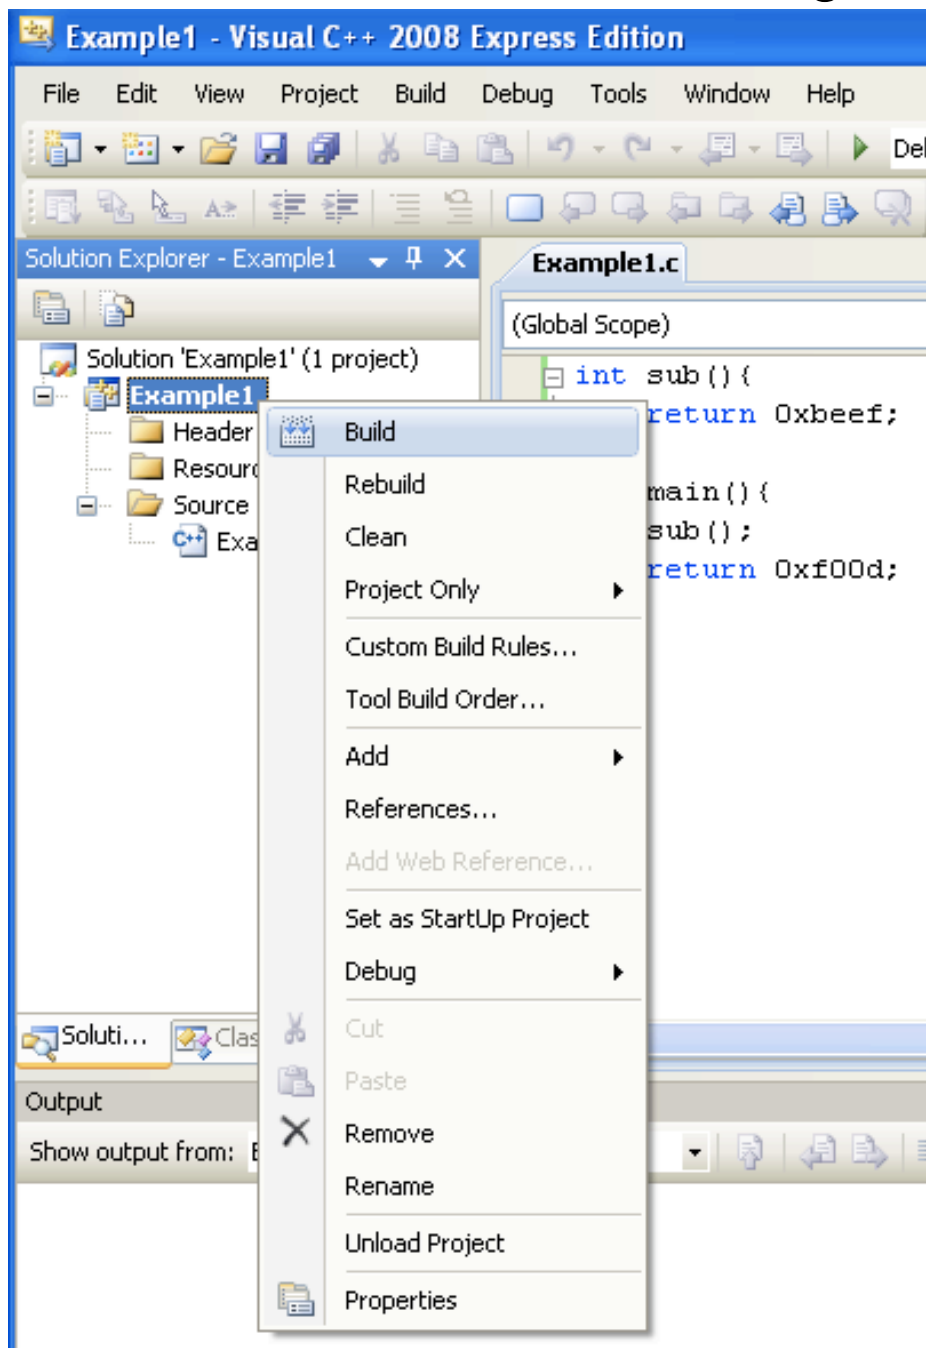 Example1 - Visual C++ 2008 Express Edition
File Edit View Project Build Debug Tools Window Help
Solution Explorer - Example1
Example1.c
(Global Scope)
Solution 'Example1' (1 project)
Example1
Header
Source
int sub(){
return 0xbeef;
main(){
sub();
return 0xf00d;
Build
Rebuild
Clean
Project Only
Custom Build Rules...
Tool Build Order...
Add
References...
Add Web Reference...
Set as StartUp Project
Debug
Cut
Paste
Remove
Rename
Unload Project
Properties
Soluti...
Output
Show output from: